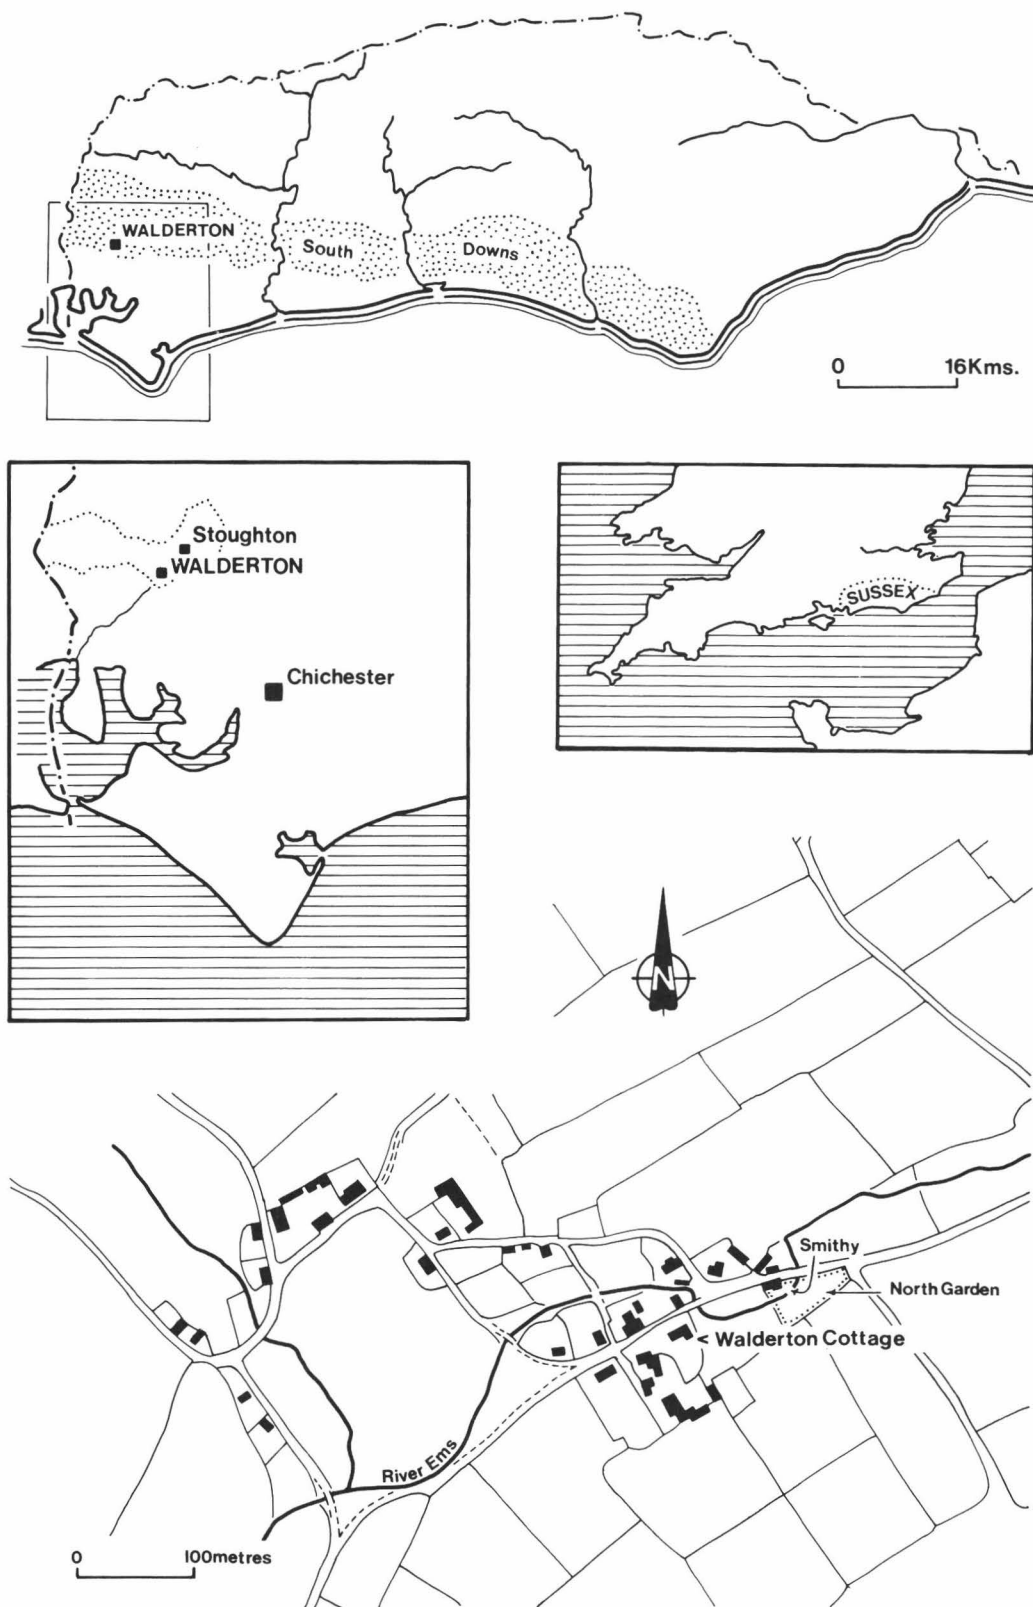 WALDERTON
South
Downs
0 16Kms.
Stoughton
WALDERTON
Chichester
SUSSEX
N
Smithy
North Garden
< Walderton Cottage
River Ems
0 100metres